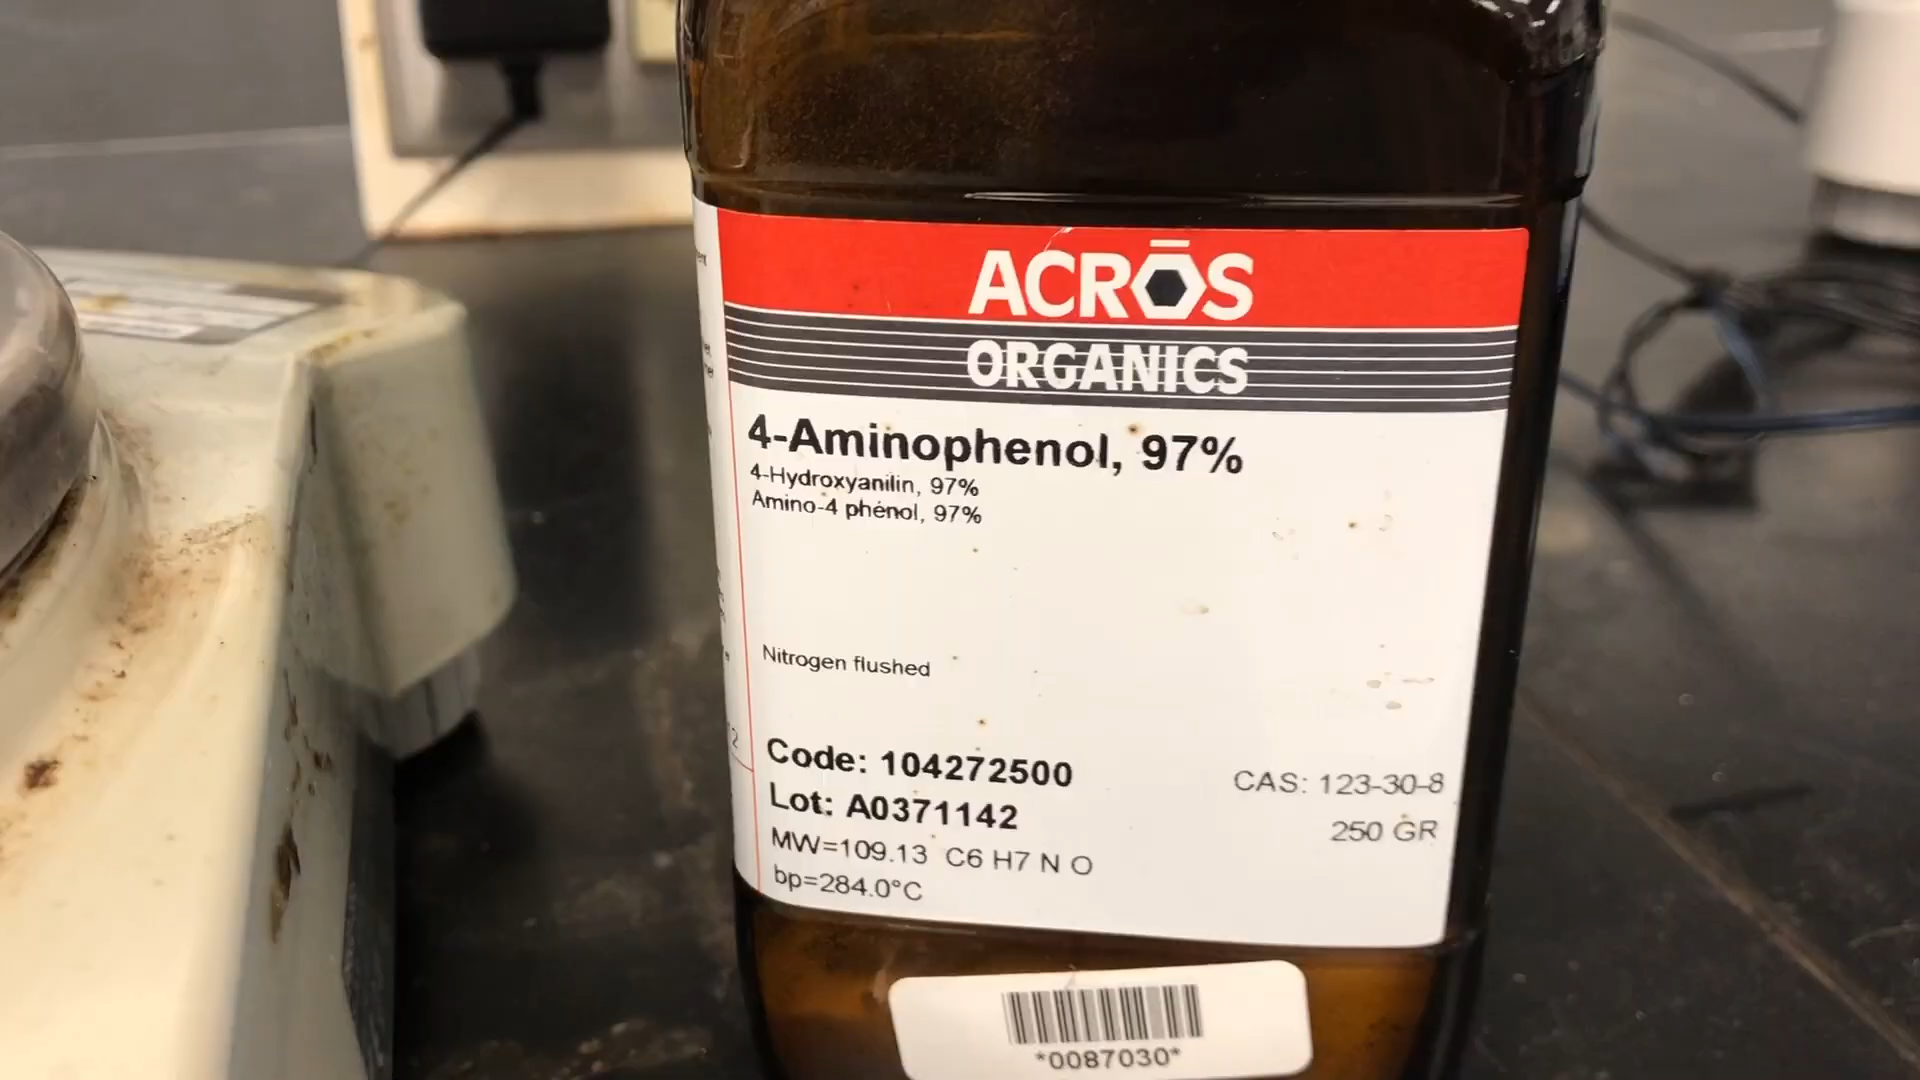 ACRŌS
ORGANICS
4-Aminophenol, 97%
4-Hydroxyanilin, 97%
Amino-4 phénol, 97%
Nitrogen flushed
Code: 104272500
Lot: A0371142
MW=109.13 C6 H7 N O
bp=284.0°C
CAS: 123-30-8
250 GR
*0087030*